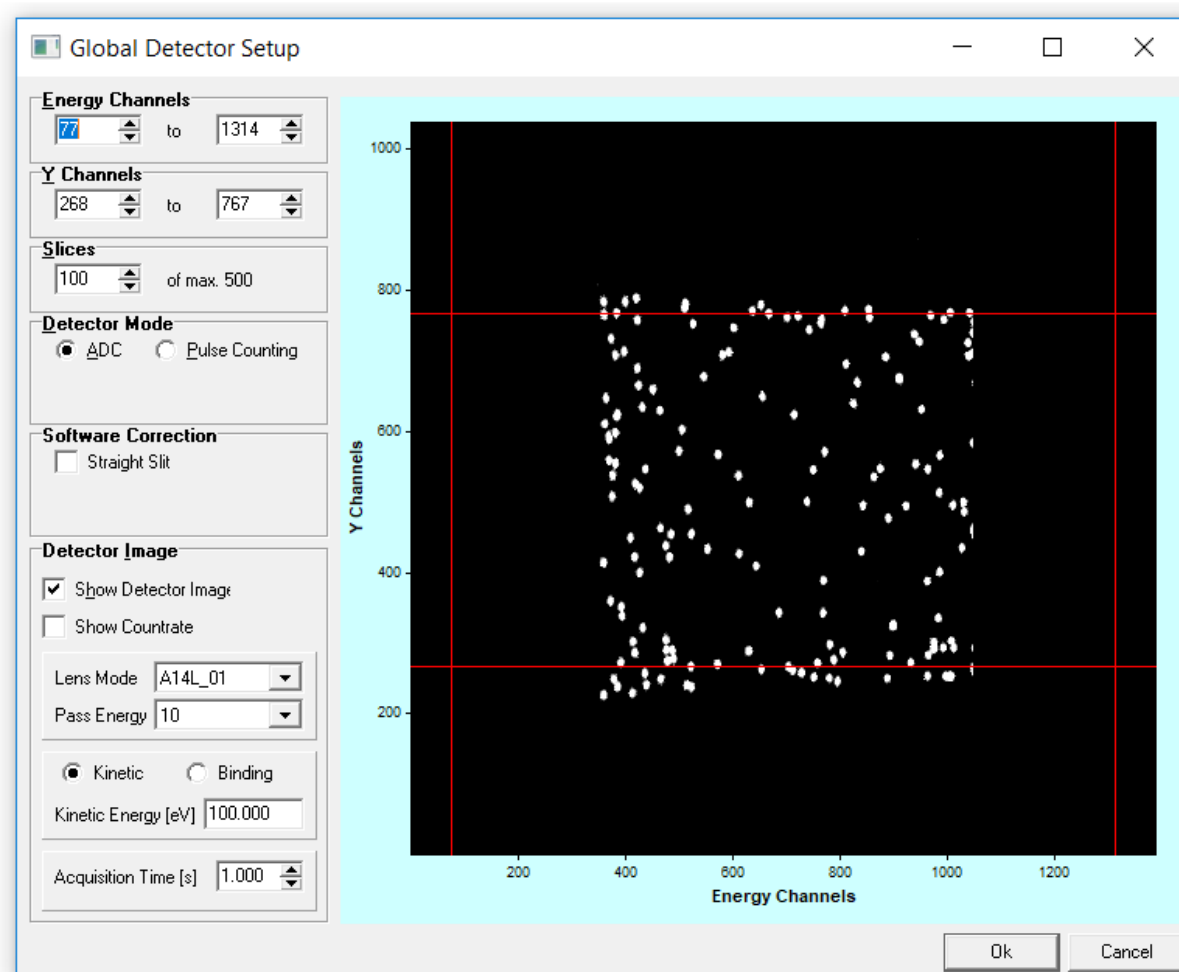 Global Detector Setup
Energy Channels
77 to 1314
Y Channels
268 to 767
Slices
100 of max. 500
Detector Mode
ADC Pulse Counting
Software Correction
Straight Slit
Detector Image
Show Detector Image
Show Countrate
Lens Mode A14L_01
Pass Energy 10
Kinetic Binding
Kinetic Energy [eV] 100.000
Acquisition Time [s] 1.000
1000
800
600
400
200
Y Channels
200 400 600 800 1000 1200
Energy Channels
Ok Cancel